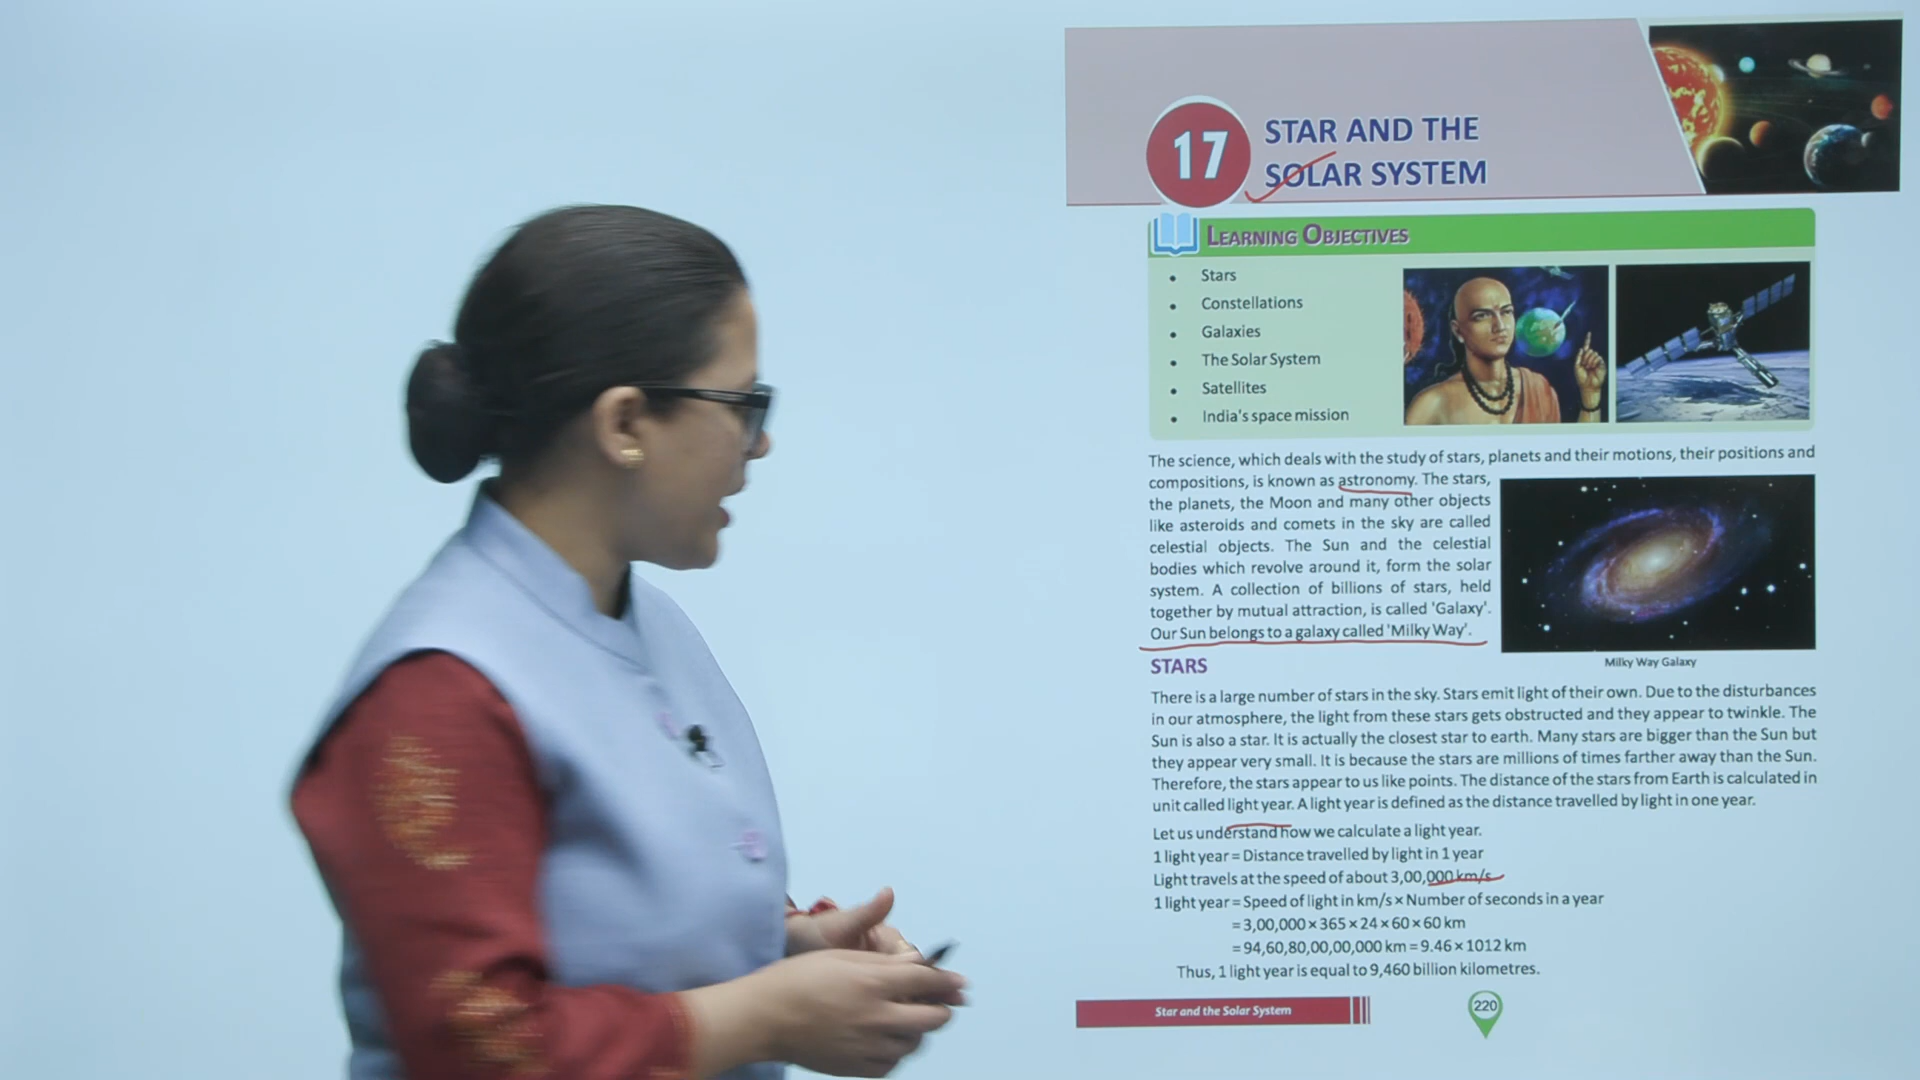 17
STAR AND THE
SOLAR SYSTEM
LEARNING OBJECTIVES
• Stars
• Constellations
• Galaxies
• The Solar System
• Satellites
• India's space mission
The science, which deals with the study of stars, planets and their motions, their positions and
compositions, is known as astronomy. The stars,
the planets, the Moon and many other objects
like asteroids and comets in the sky are called
celestial objects. The Sun and the celestial
bodies which revolve around it, form the solar
system. A collection of billions of stars, held
together by mutual attraction, is called 'Galaxy'.
Our Sun belongs to a galaxy called 'Milky Way'.
Milky Way Galaxy
STARS
There is a large number of stars in the sky. Stars emit light of their own. Due to the disturbances
in our atmosphere, the light from these stars gets obstructed and they appear to twinkle. The
Sun is also a star. It is actually the closest star to earth. Many stars are bigger than the Sun but
they appear very small. It is because the stars are millions of times farther away than the Sun.
Therefore, the stars appear to us like points. The distance of the stars from Earth is calculated in
unit called light year. A light year is defined as the distance travelled by light in one year.
Let us understand how we calculate a light year.
1 light year = Distance travelled by light in 1 year
Light travels at the speed of about 3,00,000 km/s
1 light year = Speed of light in km/s × Number of seconds in a year
= 3,00,000 × 365 × 24 × 60 × 60 km
= 94,60,80,00,00,000 km = 9.46 × 1012 km
Thus, 1 light year is equal to 9,460 billion kilometres.
Star and the Solar System
220